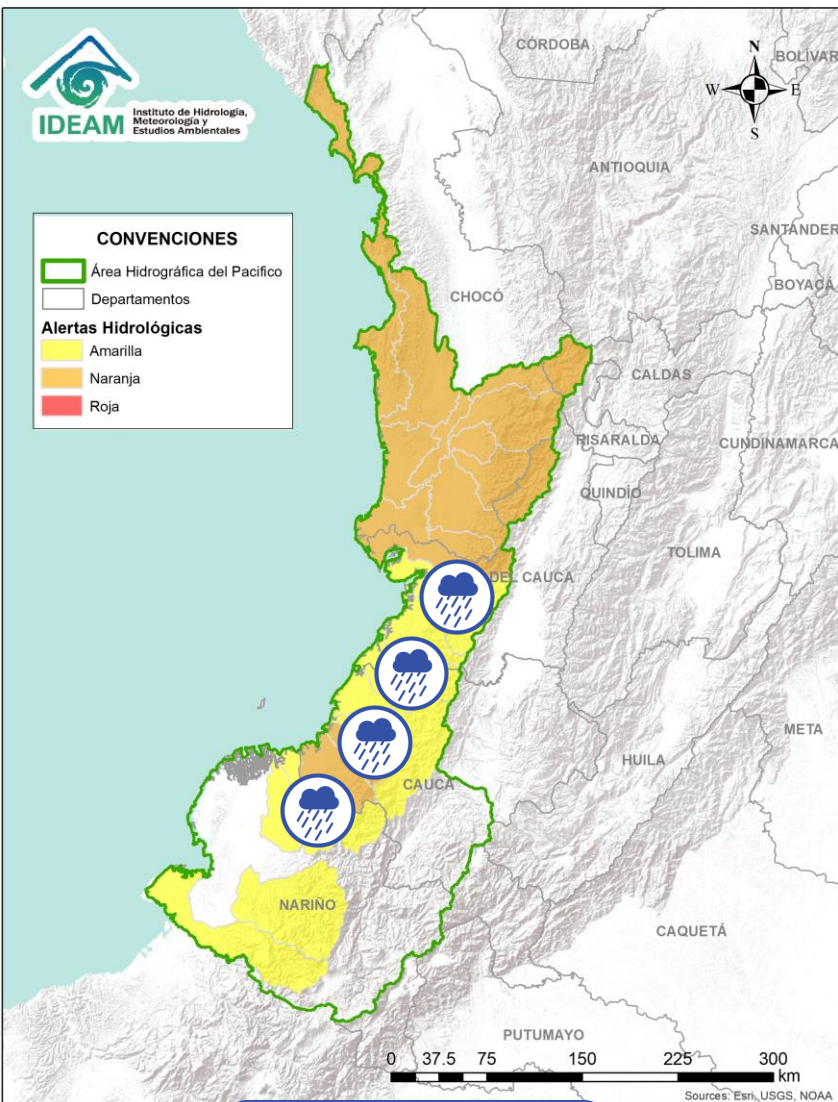 IDEAM
Instituto de Hidrología,
Meteorología y
Estudios Ambientales
CÓRDOBA
BOLÍVAR
N
W
E
S
ANTIOQUIA
SANTANDER
BOYACÁ
CONVENCIONES
Área Hidrográfica del Pacifico
Departamentos
Alertas Hidrológicas
Amarilla
Naranja
Roja
CHOCÓ
CALDAS
RISARALDA
CUNDINAMARCA
QUINDÍO
TOLIMA
DEL CAUCA
META
HUILA
CAUCA
NARIÑO
CAQUETÁ
PUTUMAYO
0 37.5 75 150 225 300
km
Sources: Esri, USGS, NOAA